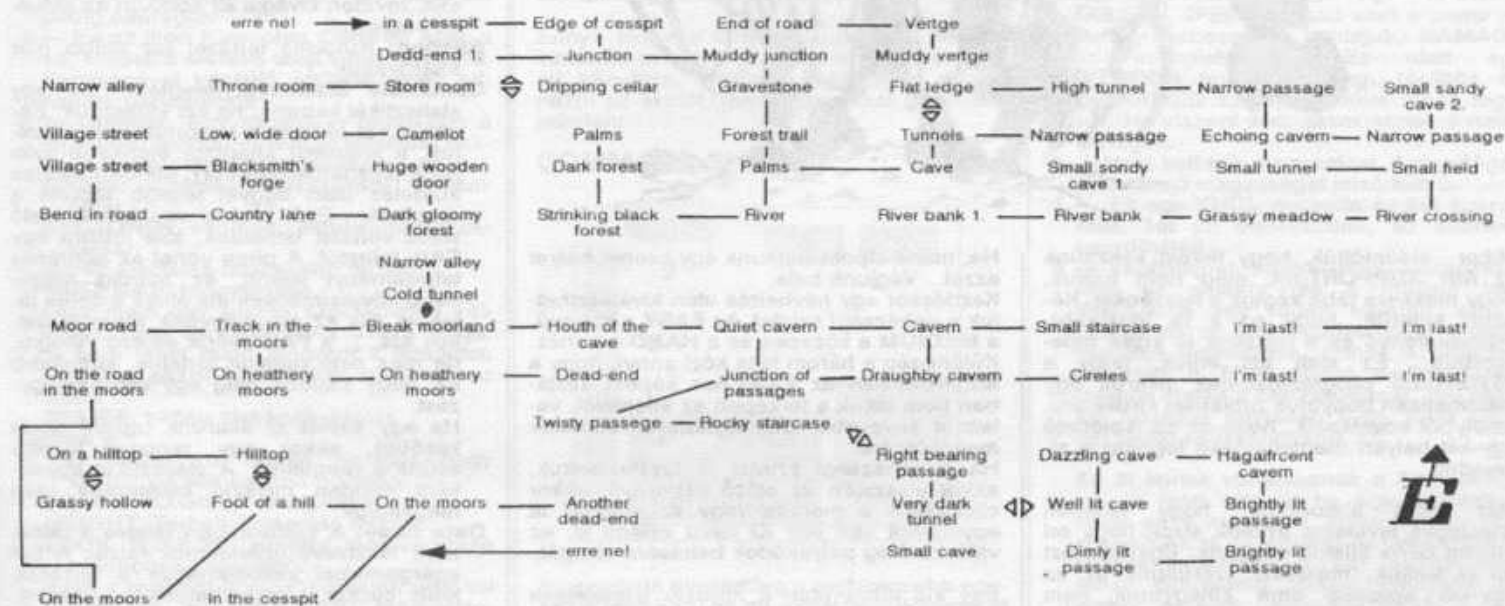 erre ne! in a cesspit Edge of cesspit End of road Vertge
Dedd-end 1. Junction Muddy junction Muddy vertge
Narrow alley Throne room Store room Dripping cellar Gravestone Flat ledge High tunnel Narrow passage Small sandy cave 2.
Village street Low, wide door Camelot Palms Forest trail Tunnels Narrow passage Echoing cavern Narrow passage
Village street Blacksmith's forge Huge wooden door Dark forest Palms Cave Small sondy cave 1. Small tunnel Small field
Bend in road Country lane Dark gloomy forest Strinking black forest River River bank 1. River bank Grassy meadow River crossing
Narrow alley
Cold tunnel
Moor road Track in the moors Bleak moorland Houth of the cave Quiet cavern Cavern Small staircase I'm last! I'm last!
On the road in the moors On heathery moors On heathery moors Dead-end Junction of passages Draughby cavern Cireles I'm last! I'm last!
Twisty passege Rocky staircase
On a hilltop Hilltop Right bearing passage Dazzling cave Hagaifrcent cavern
Grassy hollow Foot of a hill On the moors Another dead-end Very dark tunnel Well lit cave Brightly lit passage
erre ne! Small cave Dimly lit passage Brightly lit passage
On the moors In the cesspit
É